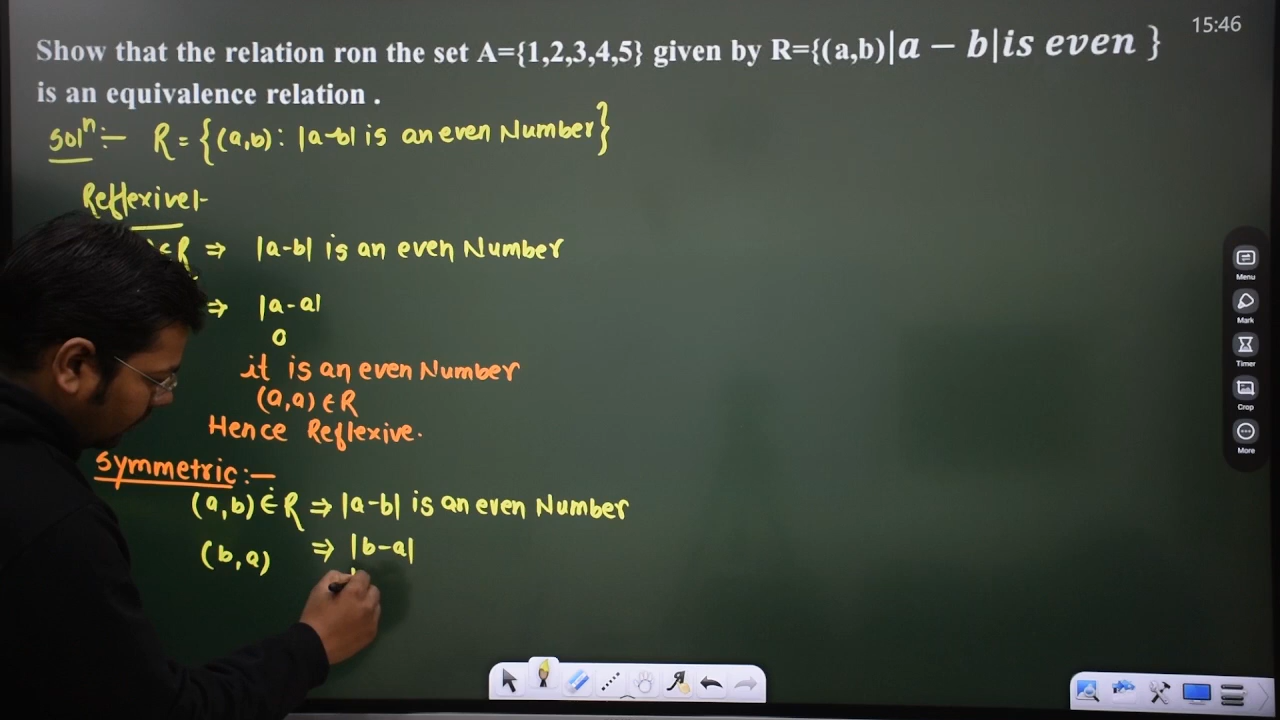 15:46
Show that the relation ron the set A={1,2,3,4,5} given by R={(a,b)|a − b|is even }
is an equivalence relation .
Solⁿ:- R = {(a,b): |a-b| is an even Number}
Reflexive:-
∈R ⇒ |a-b| is an even Number
⇒ |a-a|
0
it is an even Number
(a,a) ∈ R
Hence Reflexive.
Symmetric:-
(a,b) ∈ R ⇒ |a-b| is an even Number
(b,a) ⇒ |b-a|
Menu
Mark
Timer
Crop
More